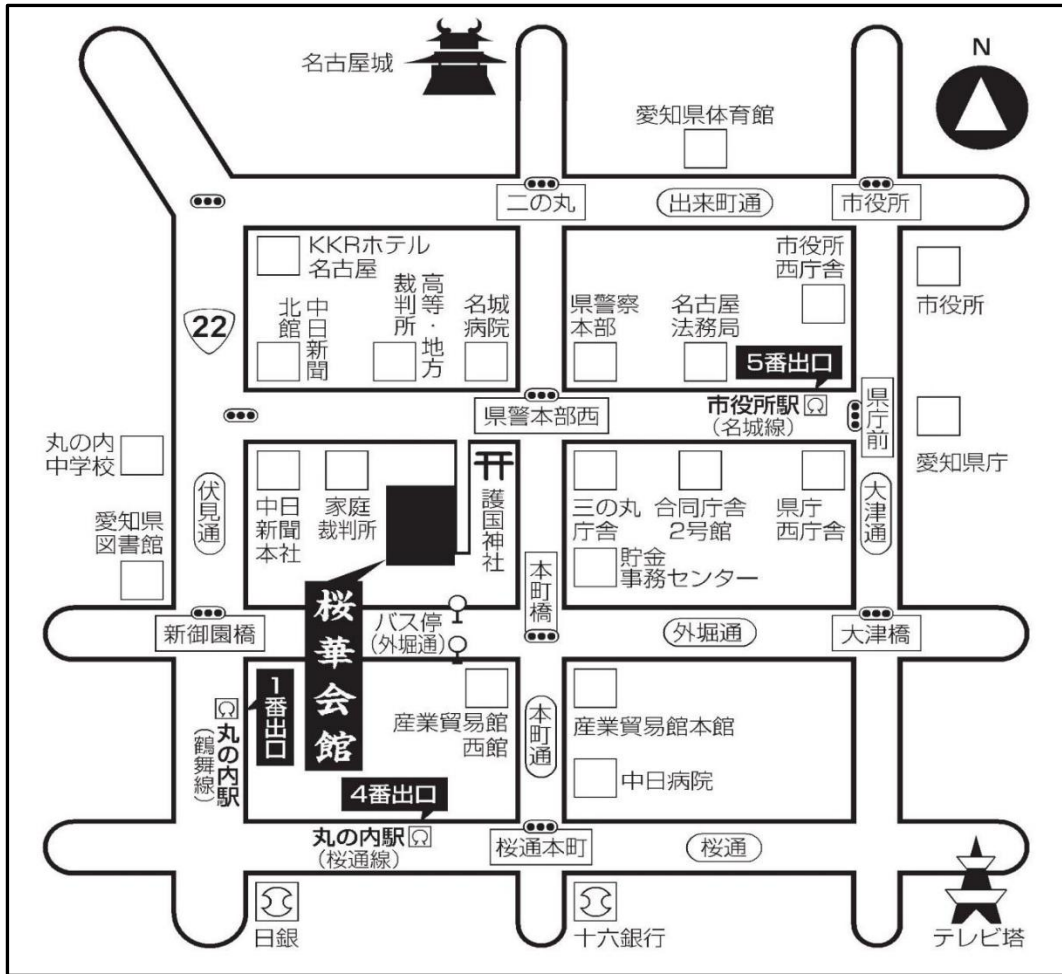 名古屋城
N
愛知県体育館
二の丸
出来町通
市役所
KKRホテル
名古屋
市役所
西庁舎
市役所
22
中日新聞
北館
高等・地方
裁判所
名城
病院
県警察
本部
名古屋
法務局
5番出口
市役所駅
(名城線)
県警本部西
県庁前
愛知県庁
丸の内
中学校
伏見通
愛知県
図書館
中日
新聞
本社
家庭
裁判所
護国神社
三の丸
庁舎
合同庁舎
2号館
県庁
西庁舎
大津通
貯金
事務センター
桜華会館
バス停
(外堀通)
本町橋
新御園橋
外堀通
大津橋
1番出口
丸の内駅
(鶴舞線)
産業貿易館
西館
本町通
産業貿易館本館
中日病院
4番出口
丸の内駅
(桜通線)
桜通本町
桜通
日銀
十六銀行
テレビ塔